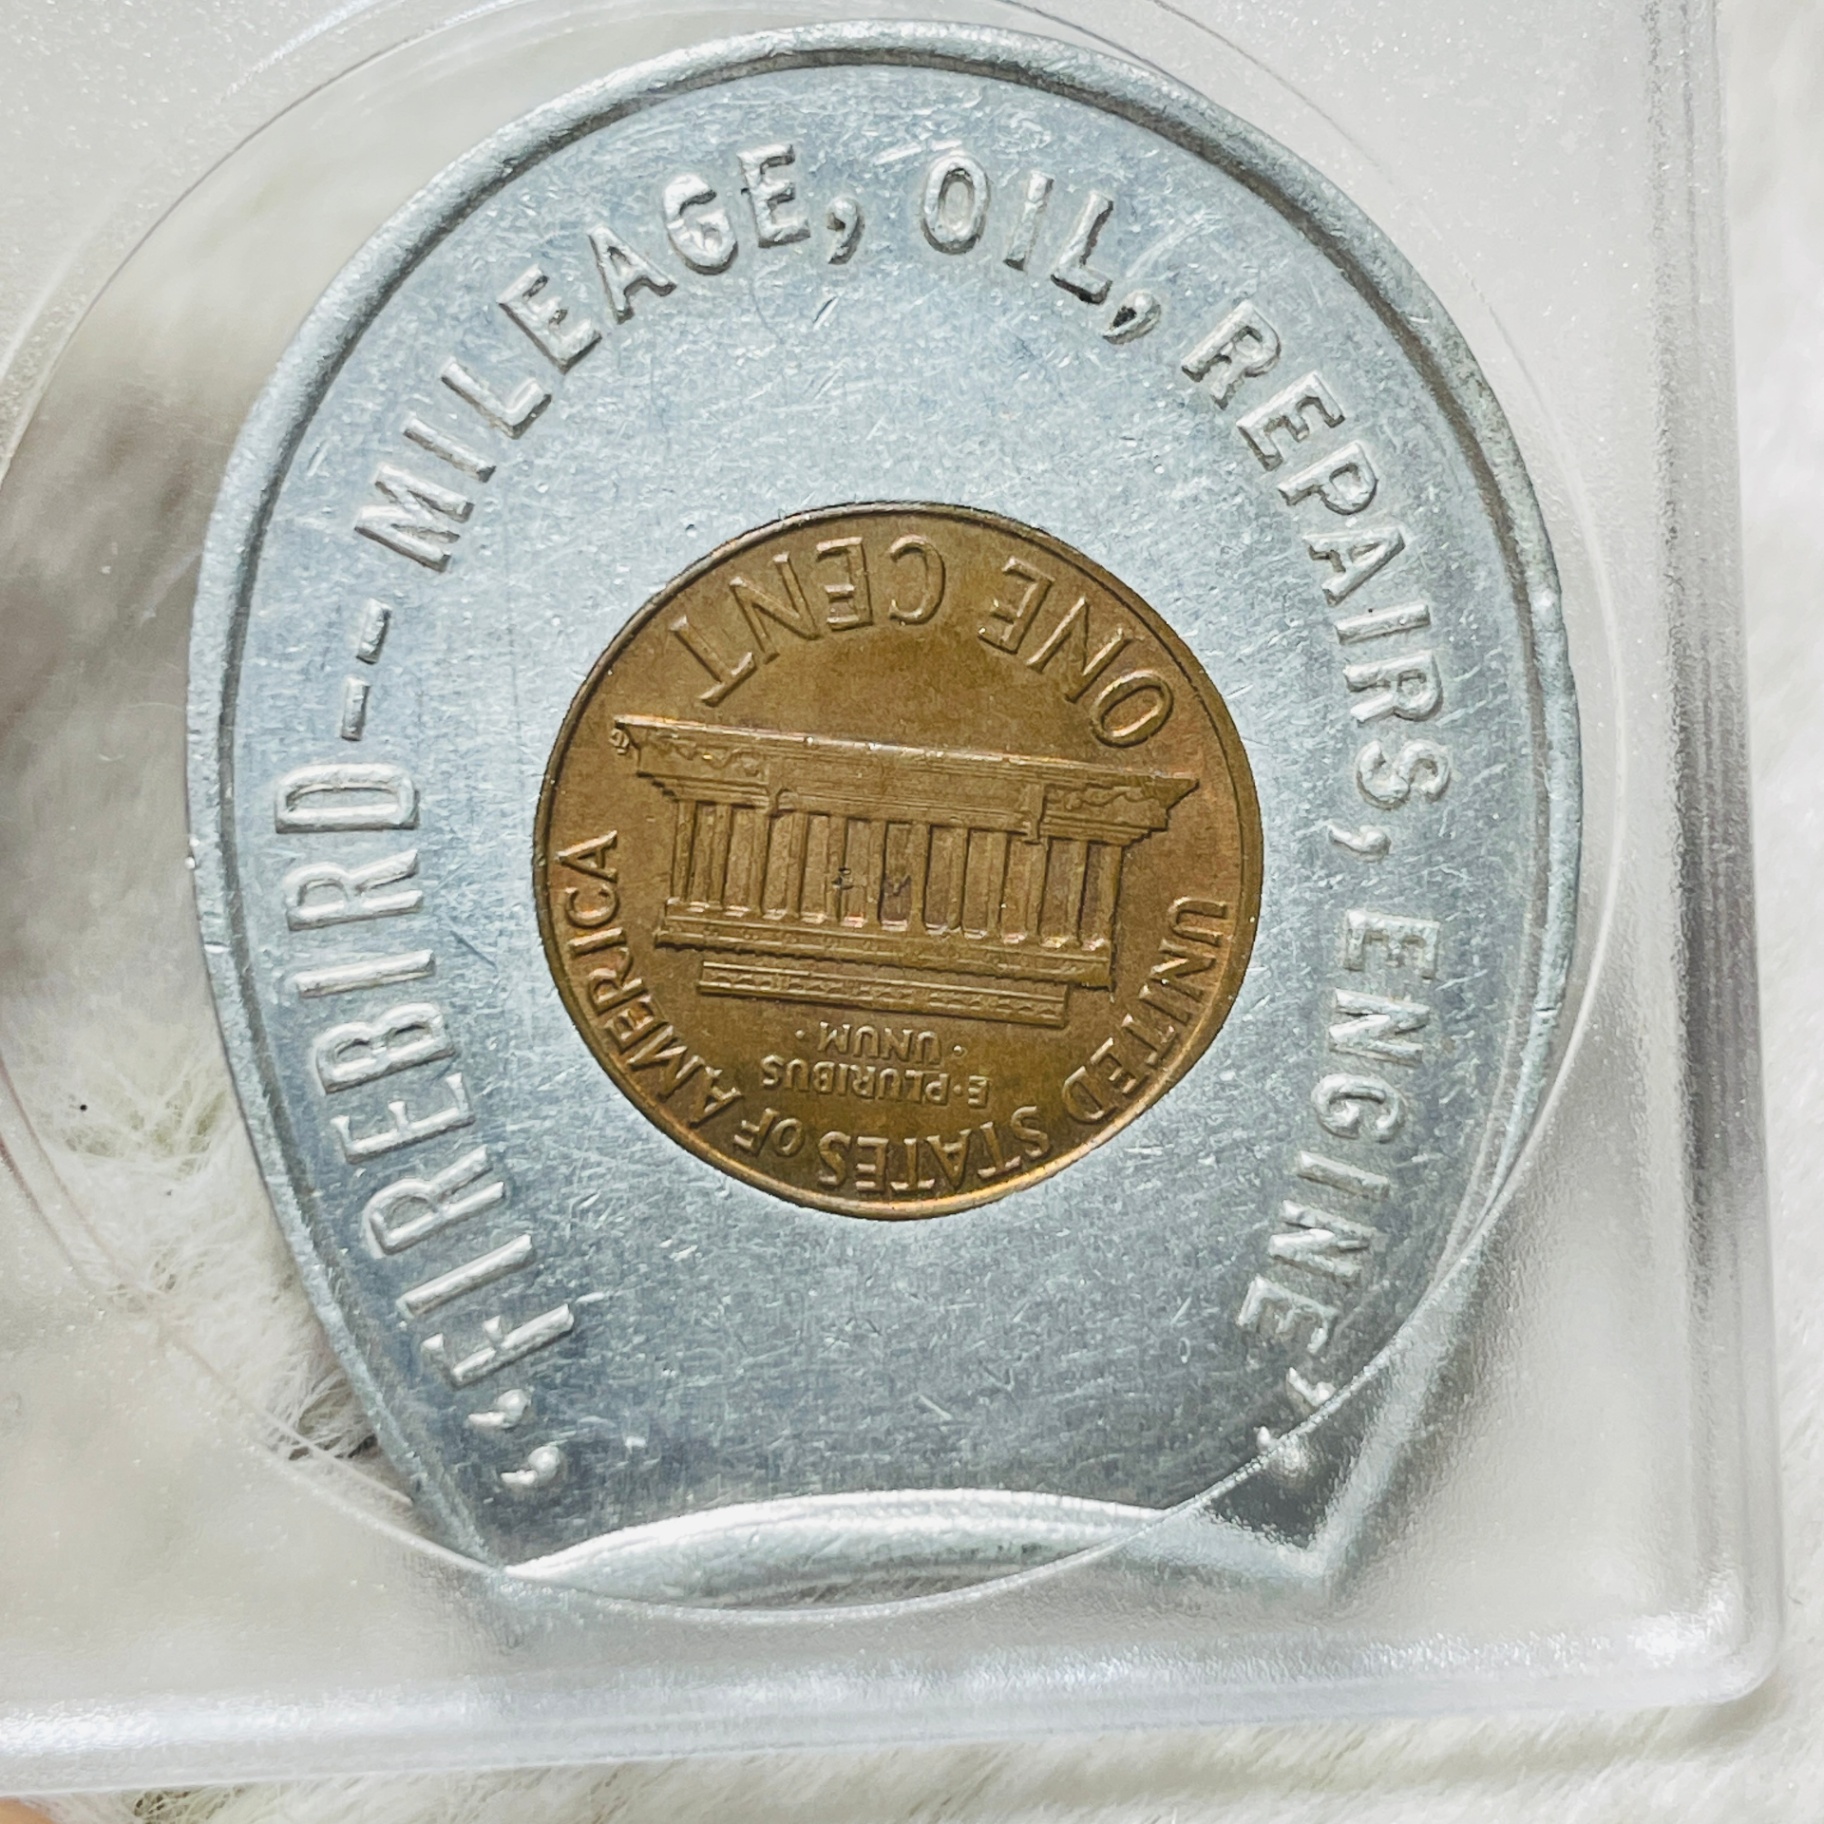 “FIREBIRD -- MILEAGE, OIL, REPAIRS, ENGINE”
ONE CENT
E·PLURIBUS
·UNUM·
UNITED STATES OF AMERICA